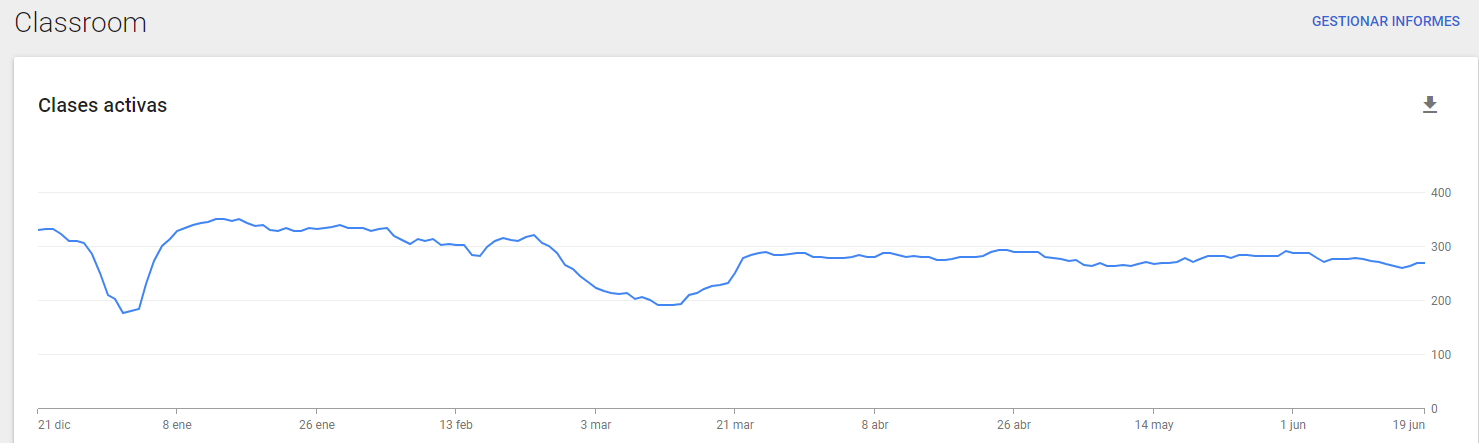 Classroom
GESTIONAR INFORMES
Clases activas
400
300
200
100
0
21 dic
8 ene
26 ene
13 feb
3 mar
21 mar
8 abr
26 abr
14 may
1 jun
19 jun